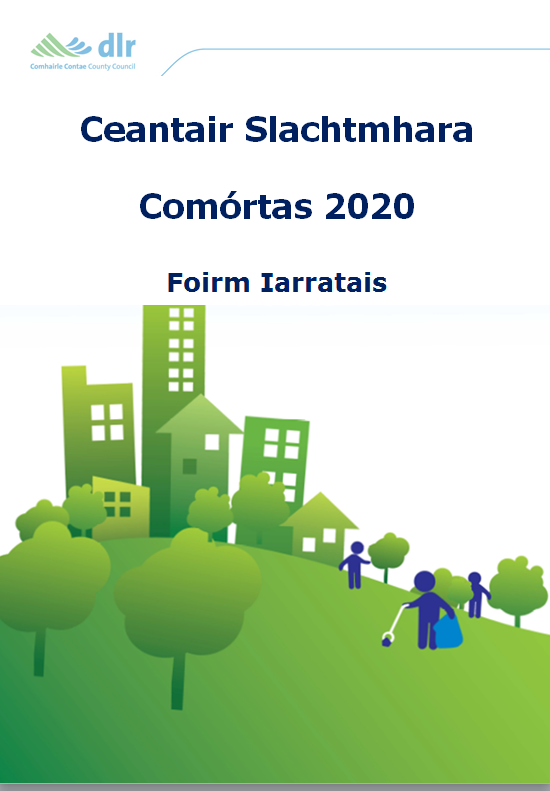 dlr
Comhairle Contae County Council
Ceantair Slachtmhara
Comórtas 2020
Foirm Iarratais